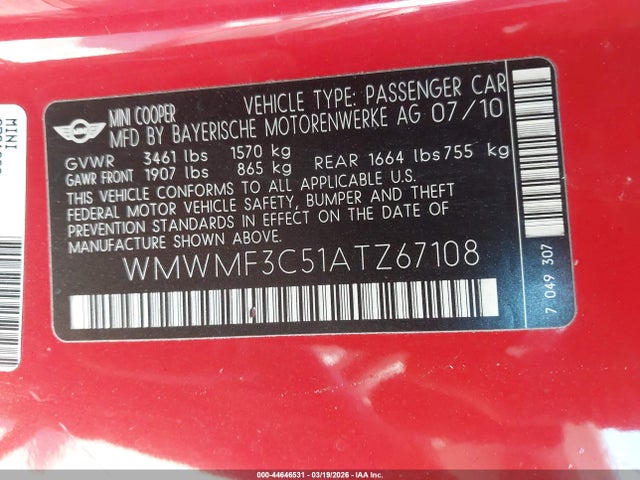 MINI COOPER VEHICLE TYPE: PASSENGER CAR
MFD BY BAYERISCHE MOTORENWERKE AG 07/10
GVWR 3461 lbs 1570 kg
GAWR FRONT 1907 lbs 865 kg REAR 1664 lbs 755 kg
THIS VEHICLE CONFORMS TO ALL APPLICABLE U.S.
FEDERAL MOTOR VEHICLE SAFETY, BUMPER AND THEFT
PREVENTION STANDARDS IN EFFECT ON THE DATE OF
MANUFACTURE SHOWN ABOVE.
WMWMF3C51ATZ67108
7 049 307
MINI
000-44646531 - 03/19/2026 - IAA Inc.